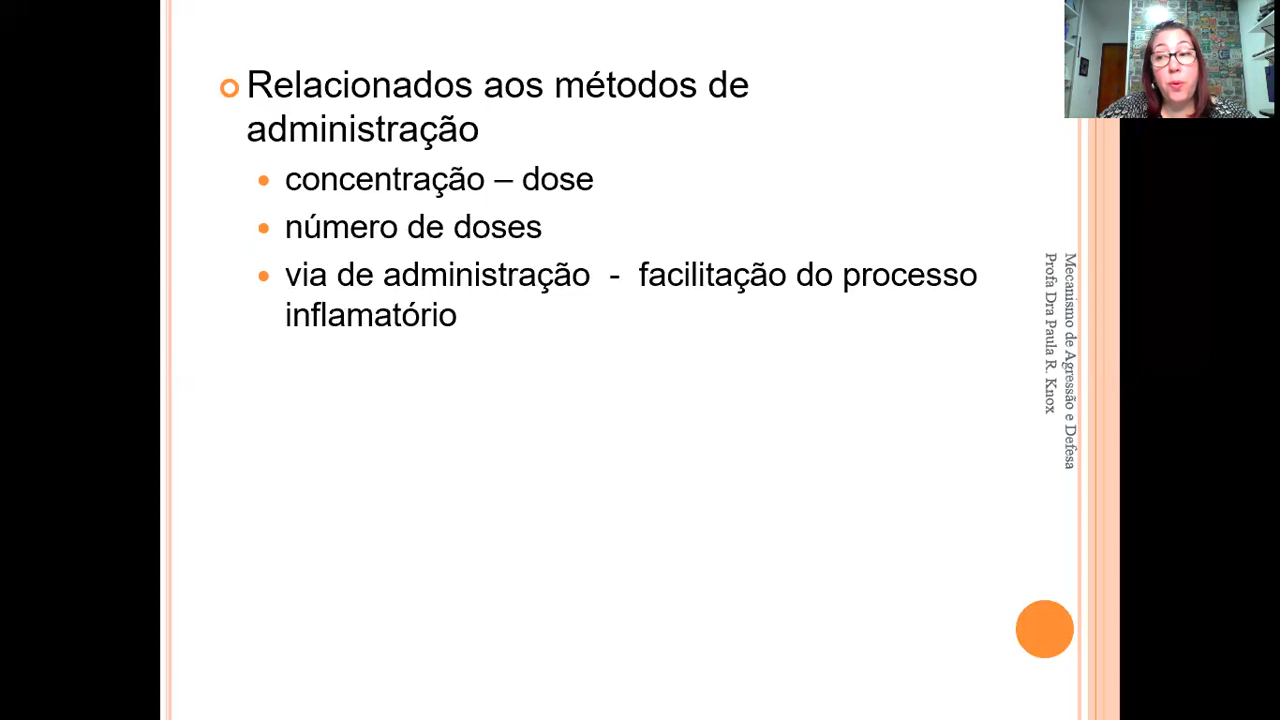 Relacionados aos métodos de
administração
concentração – dose
número de doses
via de administração - facilitação do processo
inflamatório
Mecanismo de Agressão e Defesa
Profa Dra Paula R. Knox